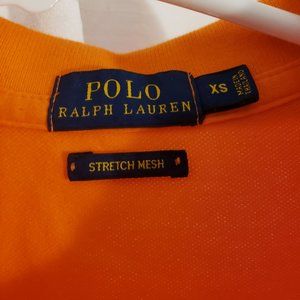 POLO
RALPH LAUREN
XS
STRETCH MESH